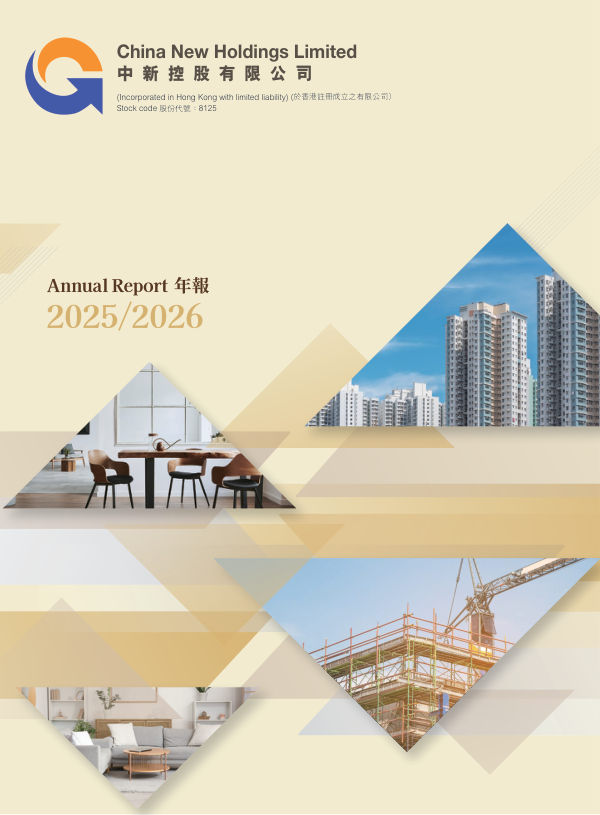 China New Holdings Limited
中新控股有限公司
(Incorporated in Hong Kong with limited liability) (於香港註冊成立之有限公司)
Stock code 股份代號：8125
Annual Report 年報
2025/2026